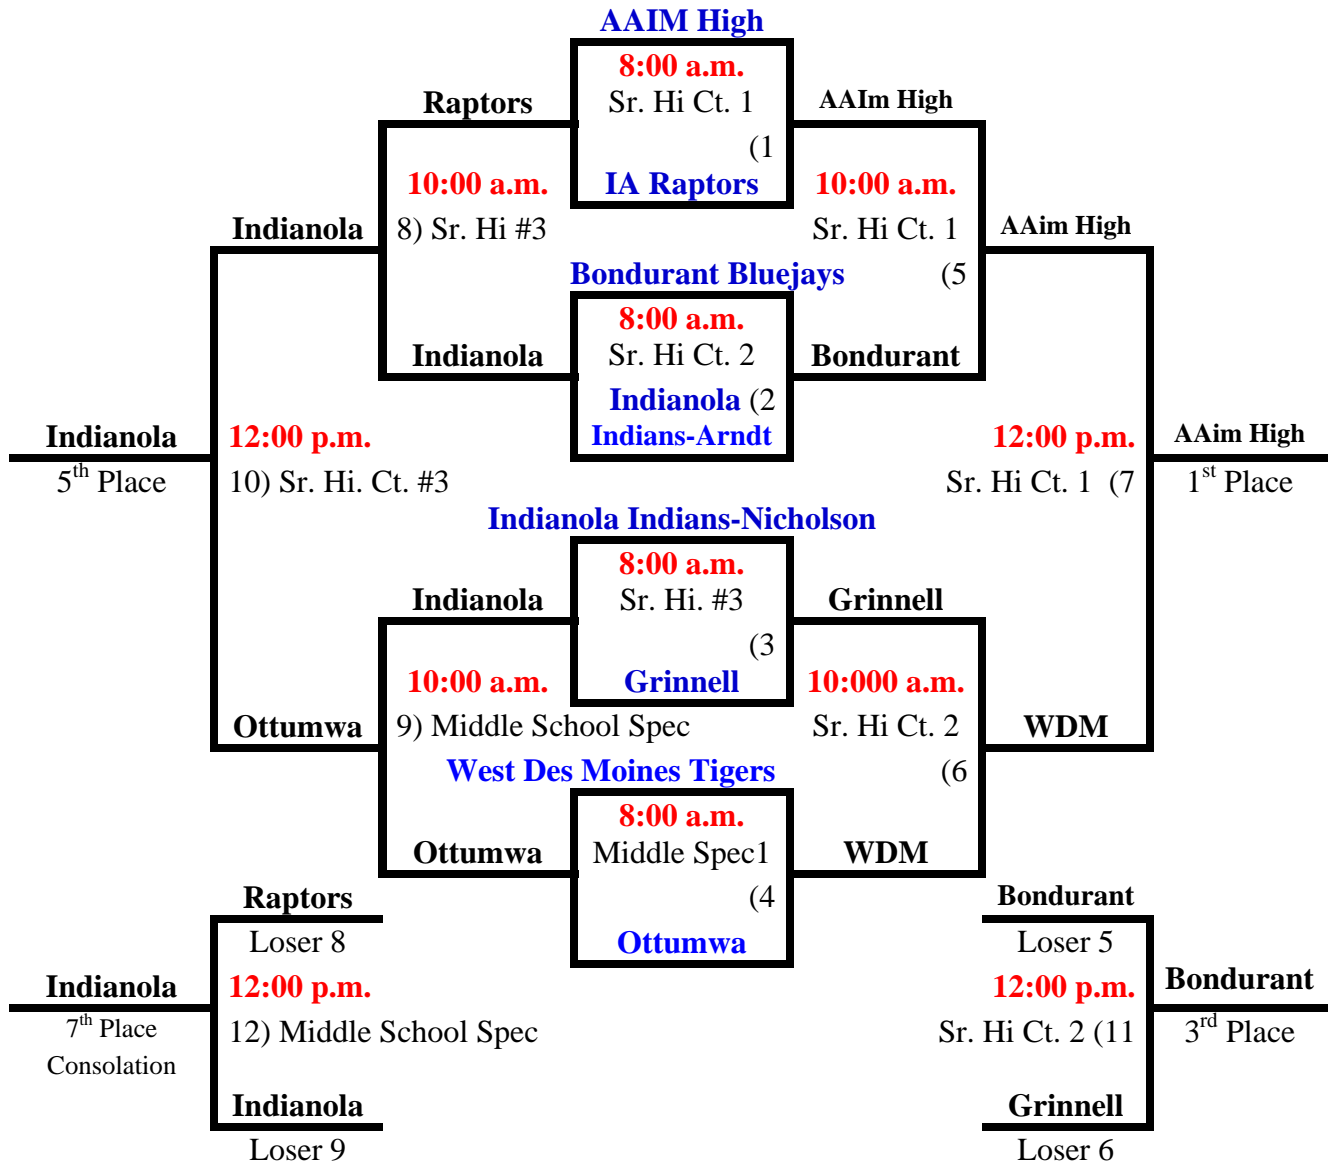 AAIM High
8:00 a.m.
Raptors
Sr. Hi Ct. 1
AAIm High
(1
10:00 a.m.
IA Raptors
10:00 a.m.
Indianola
8) Sr. Hi #3
Sr. Hi Ct. 1
AAim High
Bondurant Bluejays
(5
8:00 a.m.
Indianola
Sr. Hi Ct. 2
Bondurant
Indianola (2
Indianola
12:00 p.m.
Indians-Arndt
12:00 p.m.
AAim High
5th Place
10) Sr. Hi. Ct. #3
Sr. Hi Ct. 1 (7
1st Place
Indianola Indians-Nicholson
8:00 a.m.
Indianola
Sr. Hi. #3
Grinnell
(3
10:00 a.m.
Grinnell
10:000 a.m.
Ottumwa
9) Middle School Spec
Sr. Hi Ct. 2
WDM
West Des Moines Tigers
(6
8:00 a.m.
Ottumwa
Middle Spec1
WDM
Raptors
(4
Bondurant
Loser 8
Ottumwa
Loser 5
Indianola
12:00 p.m.
12:00 p.m.
Bondurant
7th Place
12) Middle School Spec
Sr. Hi Ct. 2 (11
3rd Place
Consolation
Indianola
Grinnell
Loser 9
Loser 6